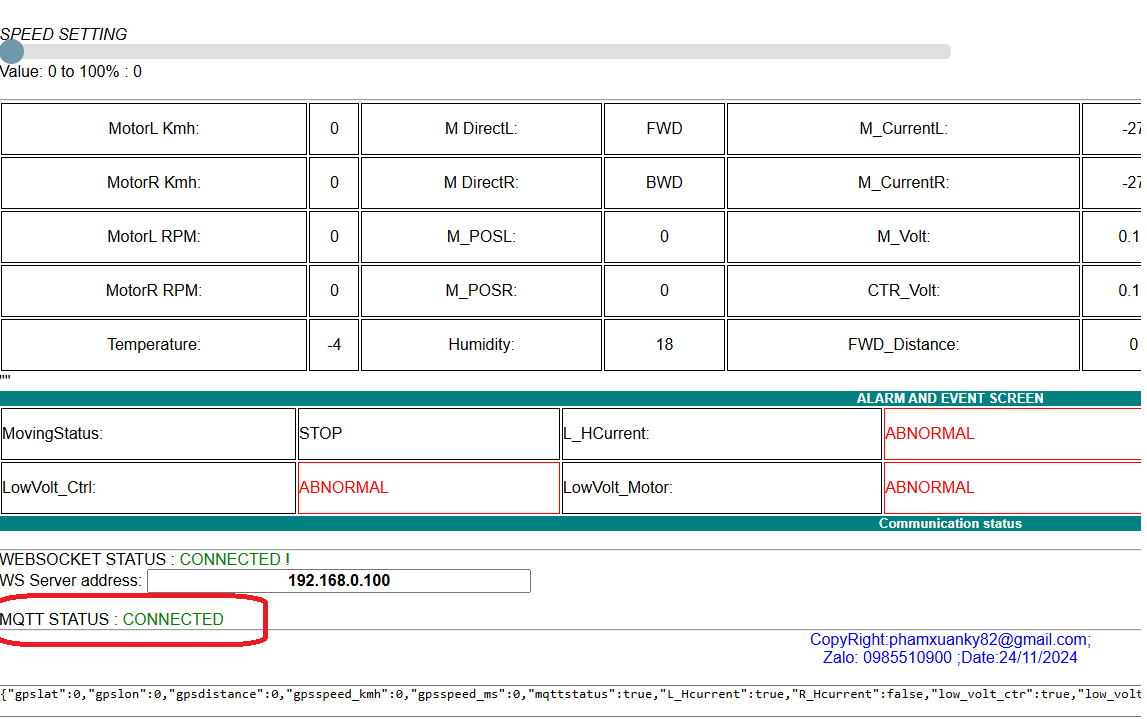 SPEED SETTING
Value: 0 to 100% : 0
MotorL Kmh: 0 M DirectL: FWD M_CurrentL: -27
MotorR Kmh: 0 M DirectR: BWD M_CurrentR: -27
MotorL RPM: 0 M_POSL: 0 M_Volt: 0.1
MotorR RPM: 0 M_POSR: 0 CTR_Volt: 0.1
Temperature: -4 Humidity: 18 FWD_Distance: 0
""
ALARM AND EVENT SCREEN
MovingStatus: STOP L_HCurrent: ABNORMAL
LowVolt_Ctrl: ABNORMAL LowVolt_Motor: ABNORMAL
Communication status
WEBSOCKET STATUS : CONNECTED !
WS Server address: 192.168.0.100
MQTT STATUS : CONNECTED
CopyRight:phamxuanky82@gmail.com;
Zalo: 0985510900 ;Date:24/11/2024
{"gpslat":0,"gpslon":0,"gpsdistance":0,"gpsspeed_kmh":0,"gpsspeed_ms":0,"mqttstatus":true,"L_Hcurrent":true,"R_Hcurrent":false,"low_volt_ctr":true,"low_volt